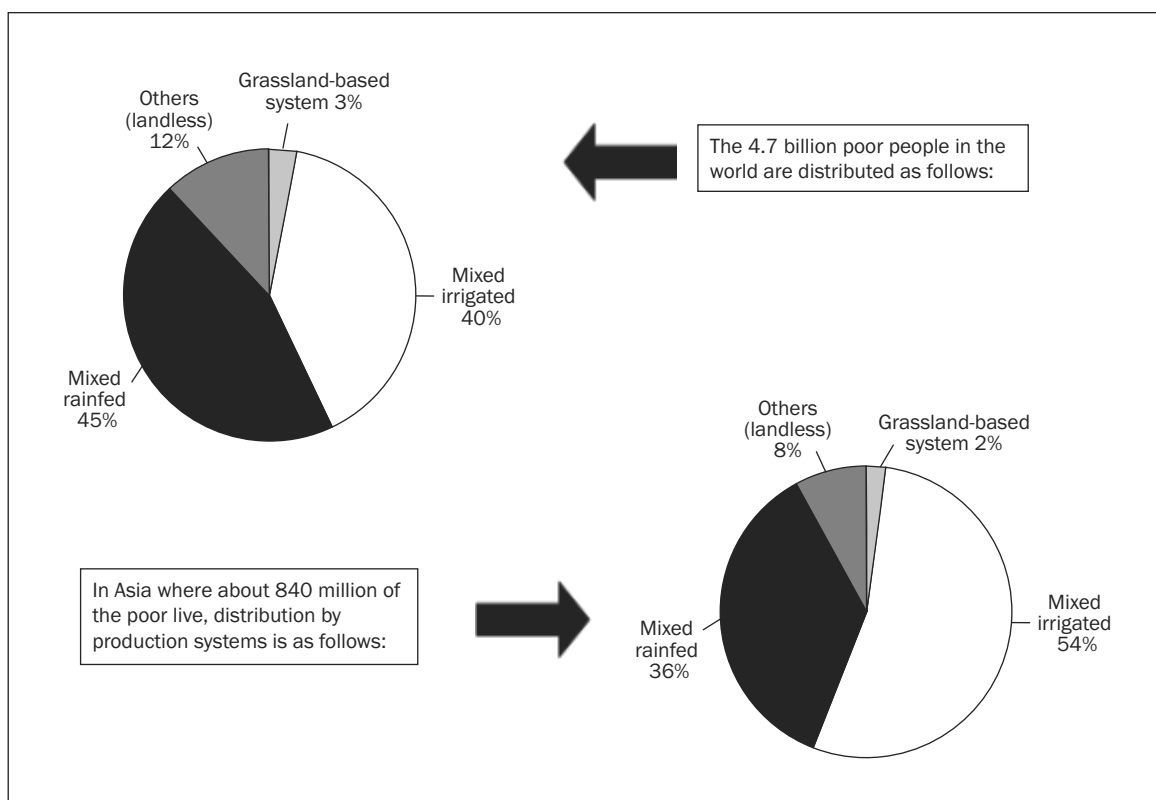 Grassland-based
system 3%
Others
(landless)
12%
The 4.7 billion poor people in the
world are distributed as follows:
Mixed
irrigated
40%
Mixed
rainfed
45%
Others
(landless)
8%
Grassland-based
system 2%
In Asia where about 840 million of
the poor live, distribution by
production systems is as follows:
Mixed
rainfed
36%
Mixed
irrigated
54%